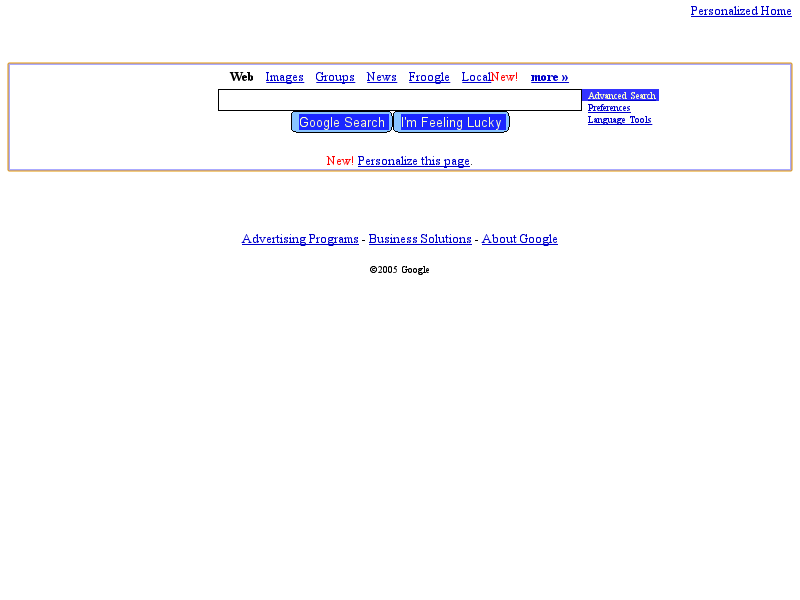 Personalized Home
Web Images Groups News Froogle LocalNew! more »
Advanced Search
Preferences
Language Tools
Google Search I'm Feeling Lucky
New! Personalize this page.
Advertising Programs - Business Solutions - About Google
©2005 Google